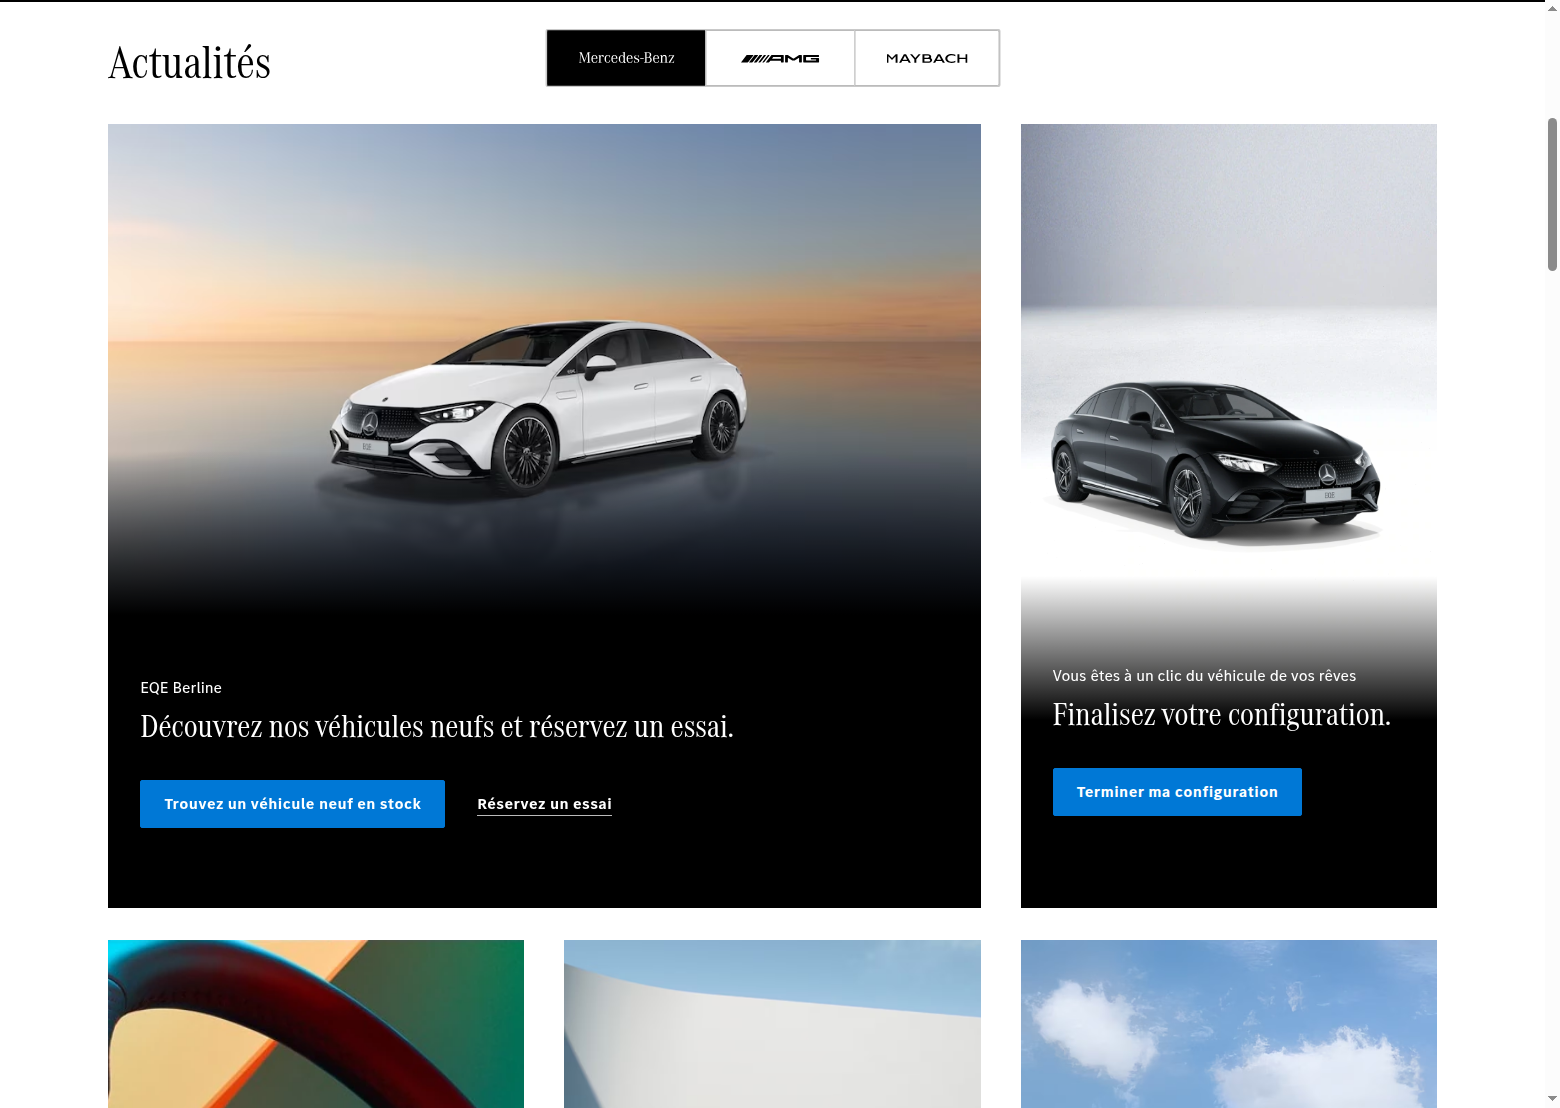 Actualités
Mercedes-Benz
AMG
MAYBACH
EQE Berline
Découvrez nos véhicules neufs et réservez un essai.
Trouvez un véhicule neuf en stock
Réservez un essai
EQE
Vous êtes à un clic du véhicule de vos rêves
Finalisez votre configuration.
Terminer ma configuration